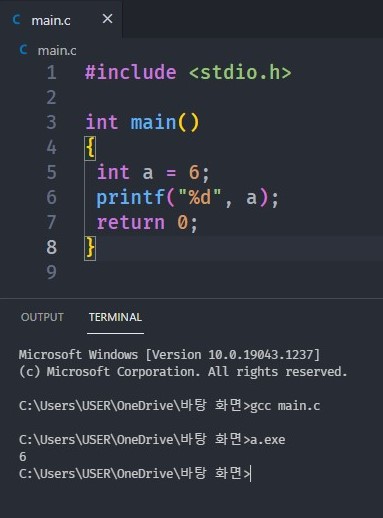 C main.c ×
C main.c
1 #include <stdio.h>
2
3 int main()
4 {
5 int a = 6;
6 printf("%d", a);
7 return 0;
8 }
9
OUTPUT TERMINAL
Microsoft Windows [Version 10.0.19043.1237]
(c) Microsoft Corporation. All rights reserved.
C:\Users\USER\OneDrive\바탕 화면>gcc main.c
C:\Users\USER\OneDrive\바탕 화면>a.exe
6
C:\Users\USER\OneDrive\바탕 화면>